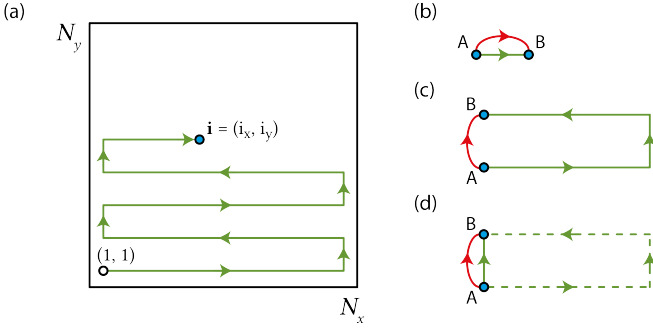 (a)
N_y
i = (i_x, i_y)
(1, 1)
N_x
(b)
A B
(c)
B
A
(d)
B
A